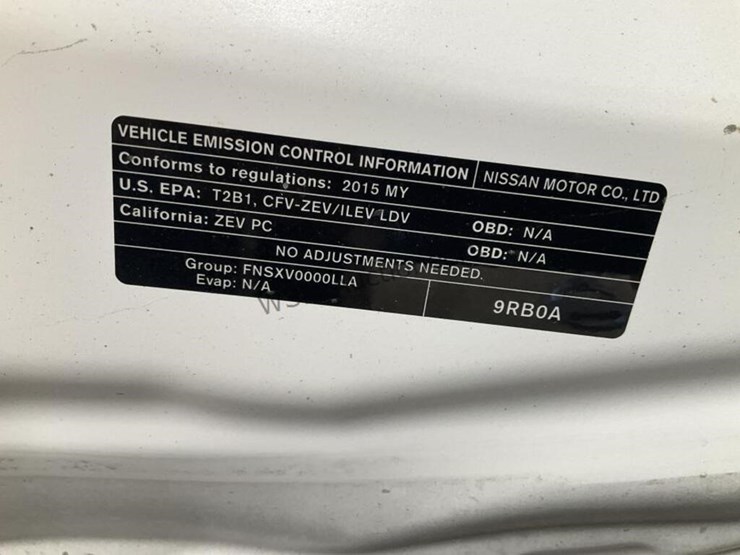 VEHICLE EMISSION CONTROL INFORMATION NISSAN MOTOR CO., LTD
Conforms to regulations: 2015 MY
U.S. EPA: T2B1, CFV-ZEV/ILEV LDV OBD: N/A
California: ZEV PC OBD: N/A
NO ADJUSTMENTS NEEDED.
Group: FNSXV0000LLA
Evap: N/A
9RB0A